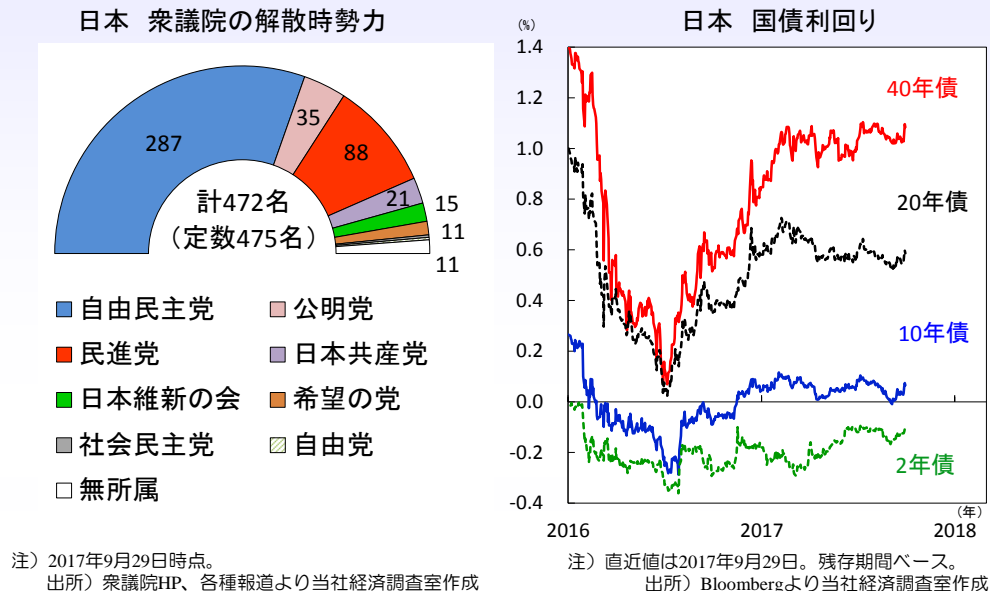 日本 衆議院の解散時勢力
287
35
88
21
15
11
11
計472名
（定数475名）
自由民主党
公明党
民進党
日本共産党
日本維新の会
希望の党
社会民主党
自由党
無所属
注）2017年9月29日時点。
出所）衆議院HP、各種報道より当社経済調査室作成
日本 国債利回り
(%)
1.4
1.2
1.0
0.8
0.6
0.4
0.2
0.0
-0.2
-0.4
40年債
20年債
10年債
2年債
(年)
2016
2017
2018
注）直近値は2017年9月29日。残存期間ベース。
出所）Bloombergより当社経済調査室作成